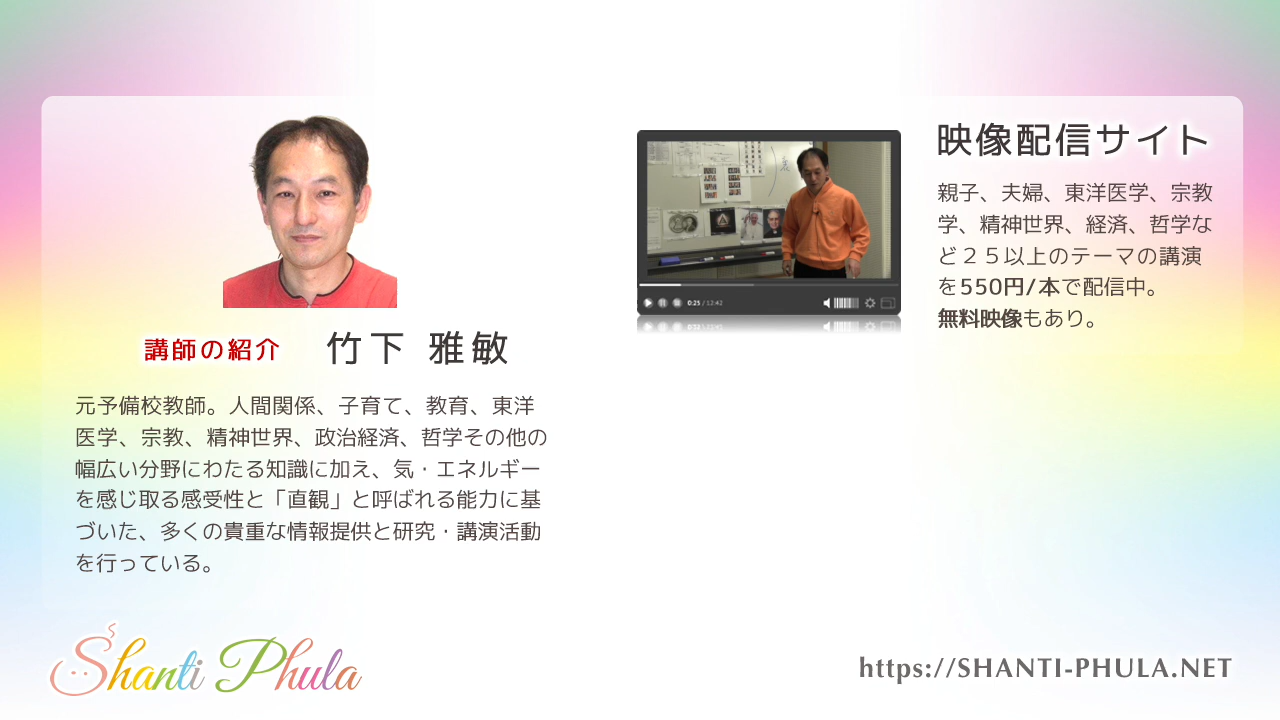 講師の紹介 竹下 雅敏
元予備校教師。人間関係、子育て、教育、東洋
医学、宗教、精神世界、政治経済、哲学その他の
幅広い分野にわたる知識に加え、気・エネルギー
を感じ取る感受性と「直観」と呼ばれる能力に基
づいた、多くの貴重な情報提供と研究・講演活動
を行っている。
0:25 / 12:42
映像配信サイト
親子、夫婦、東洋医学、宗教
学、精神世界、経済、哲学な
ど２５以上のテーマの講演
を550円/本で配信中。
無料映像もあり。
Shanti Phula
https://SHANTI-PHULA.NET